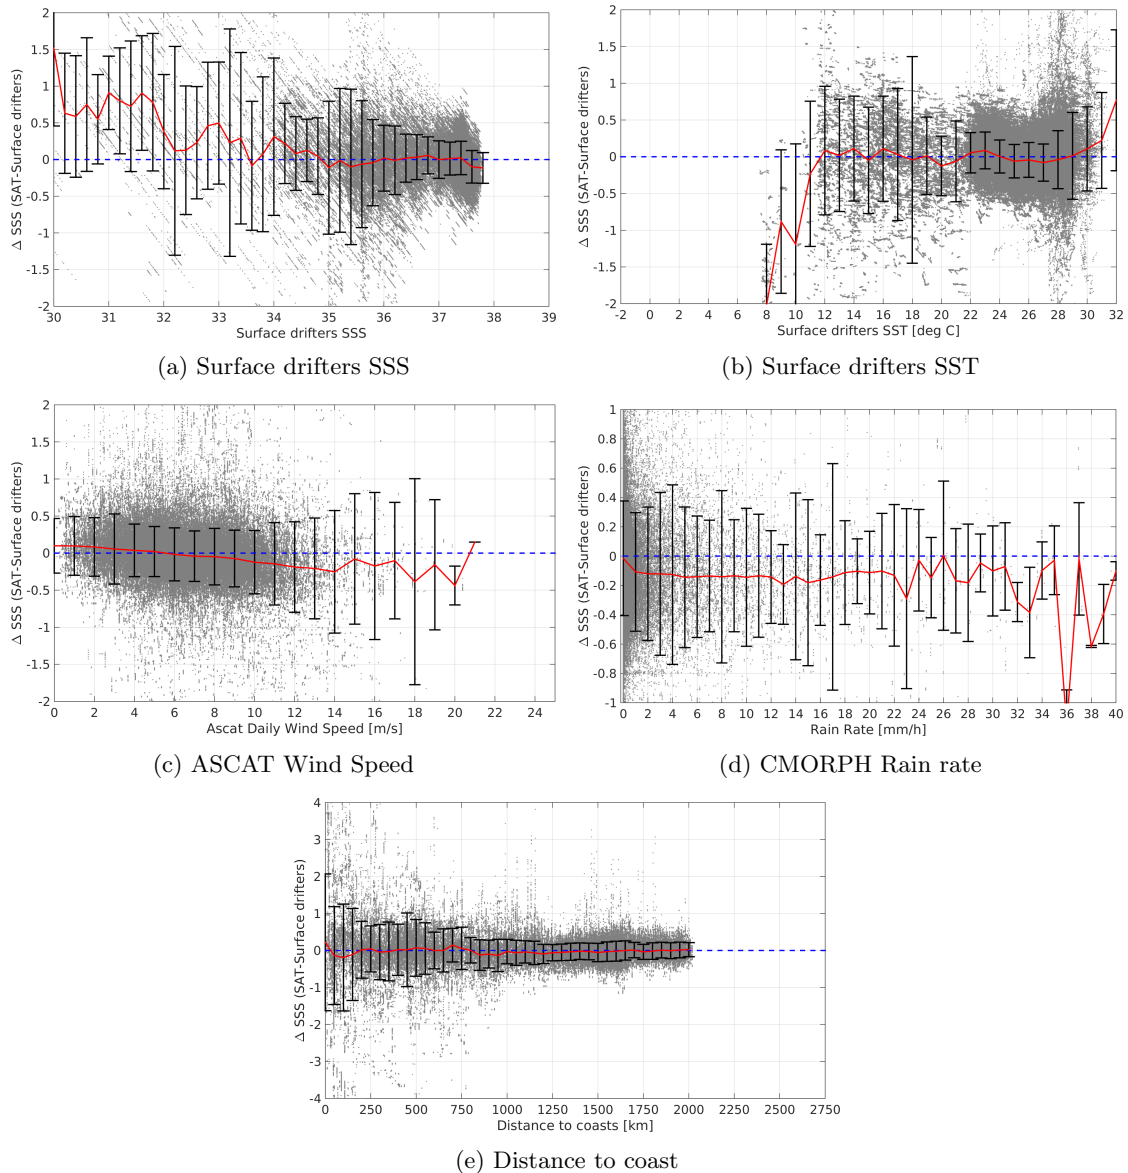 2
1.5
1
0.5
0
-0.5
-1
-1.5
-2
Δ SSS (SAT-Surface drifters)
30 31 32 33 34 35 36 37 38 39
Surface drifters SSS
(a) Surface drifters SSS
2
1.5
1
0.5
0
-0.5
-1
-1.5
-2
Δ SSS (SAT-Surface drifters)
-2 0 2 4 6 8 10 12 14 16 18 20 22 24 26 28 30 32
Surface drifters SST [deg C]
(b) Surface drifters SST
2
1.5
1
0.5
0
-0.5
-1
-1.5
-2
Δ SSS (SAT-Surface drifters)
0 2 4 6 8 10 12 14 16 18 20 22 24
Ascat Daily Wind Speed [m/s]
(c) ASCAT Wind Speed
1
0.8
0.6
0.4
0.2
0
-0.2
-0.4
-0.6
-0.8
-1
Δ SSS (SAT-Surface drifters)
0 2 4 6 8 10 12 14 16 18 20 22 24 26 28 30 32 34 36 38 40
Rain Rate [mm/h]
(d) CMORPH Rain rate
4
3
2
1
0
-1
-2
-3
-4
Δ SSS (SAT-Surface drifters)
0 250 500 750 1000 1250 1500 1750 2000 2250 2500 2750
Distance to coasts [km]
(e) Distance to coast